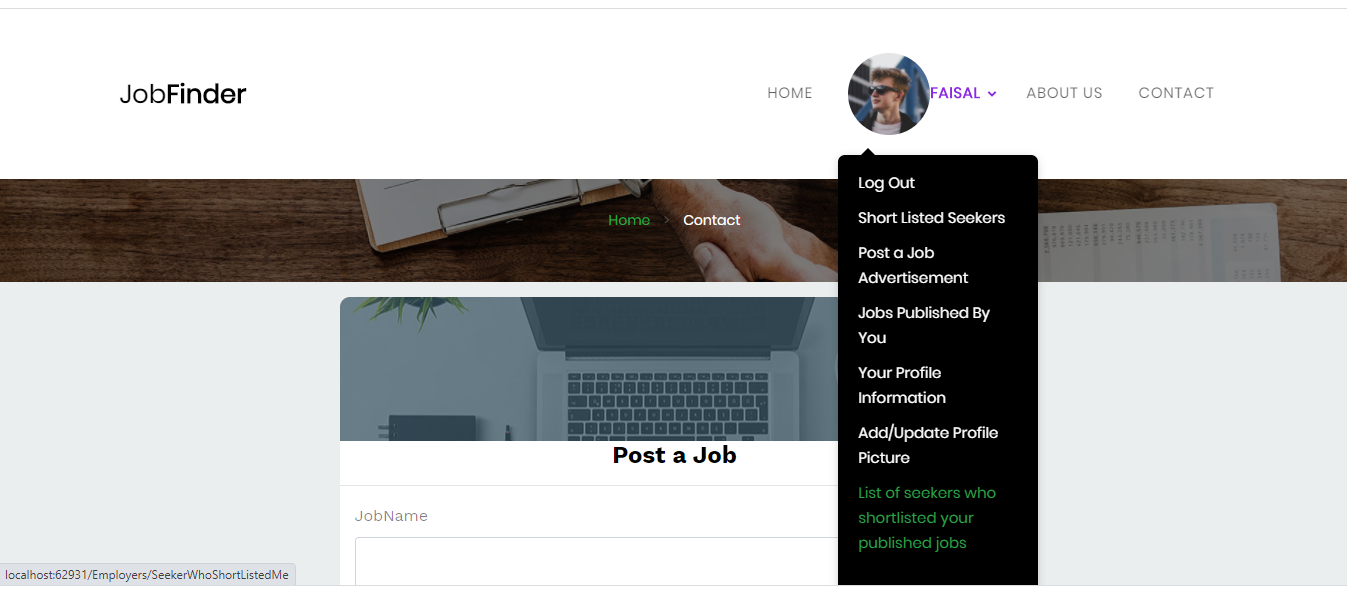 JobFinder
HOME
FAISAL
ABOUT US
CONTACT
Home
Contact
Log Out
Short Listed Seekers
Post a Job
Advertisement
Jobs Published By
You
Your Profile
Information
Add/Update Profile
Picture
List of seekers who
shortlisted your
published jobs
Post a Job
JobName
localhost:62931/Employers/SeekerWhoShortListedMe